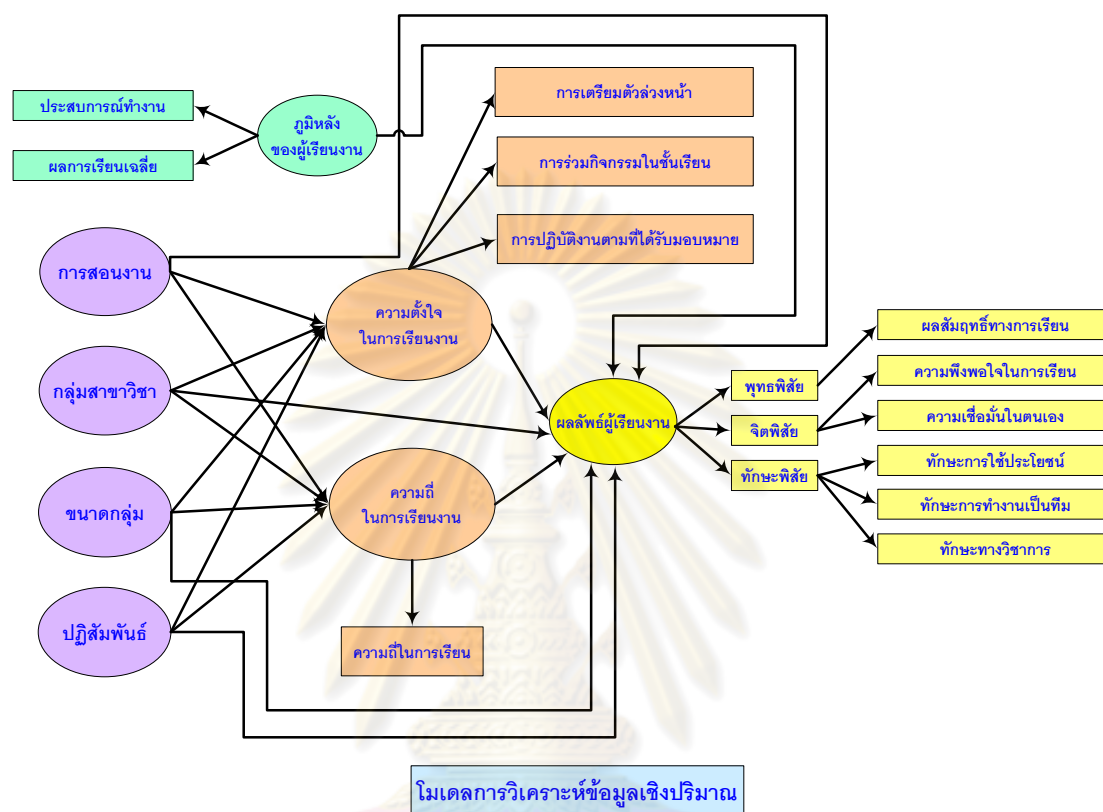 การเตรียมตัวล่วงหน้า
ประสบการณ์ทำงาน
ภูมิหลัง
ของผู้เรียนงาน
ผลการเรียนเฉลี่ย
การร่วมกิจกรรมในชั้นเรียน
การปฏิบัติงานตามที่ได้รับมอบหมาย
การสอนงาน
ความตั้งใจ
ในการเรียนงาน
กลุ่มสาขาวิชา
ผลลัพธ์ผู้เรียนงาน
พุทธพิสัย
จิตพิสัย
ทักษะพิสัย
ผลสัมฤทธิ์ทางการเรียน
ความพึงพอใจในการเรียน
ความเชื่อมั่นในตนเอง
ทักษะการใช้ประโยชน์
ทักษะการทำงานเป็นทีม
ทักษะทางวิชาการ
ขนาดกลุ่ม
ความถี่
ในการเรียนงาน
ปฏิสัมพันธ์
ความถี่ในการเรียน
โมเดลการวิเคราะห์ข้อมูลเชิงปริมาณ